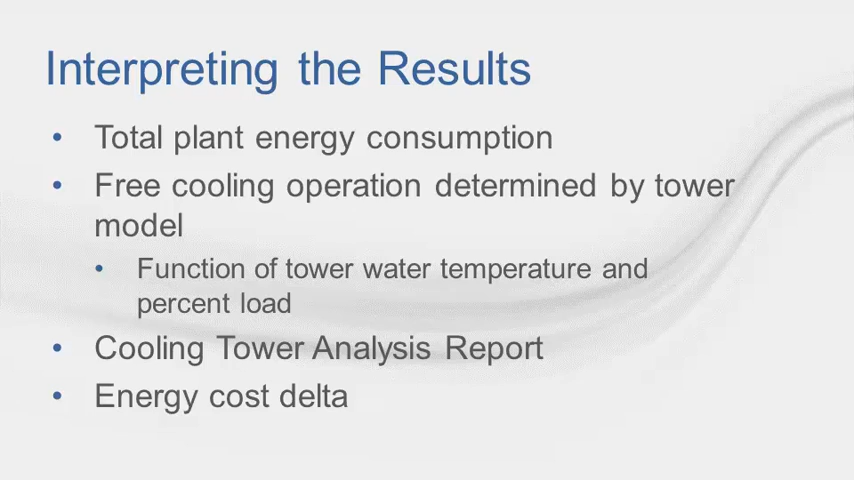 Interpreting the Results
• Total plant energy consumption
• Free cooling operation determined by tower
model
• Function of tower water temperature and
percent load
• Cooling Tower Analysis Report
• Energy cost delta